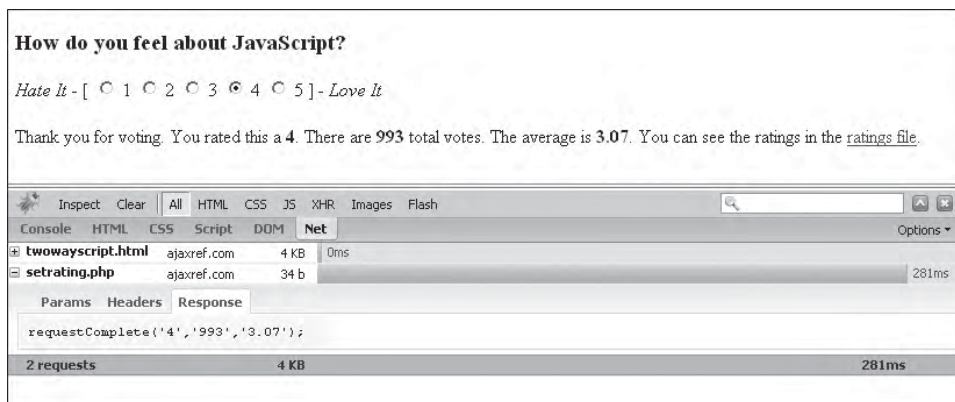 How do you feel about JavaScript?
Hate It - [ 1 2 3 4 5 ] - Love It
Thank you for voting. You rated this a 4. There are 993 total votes. The average is 3.07. You can see the ratings in the ratings file.
Inspect Clear All HTML CSS JS XHR Images Flash
Console HTML CSS Script DOM Net Options
twowayscript.html ajaxref.com 4 KB 0ms
setrating.php ajaxref.com 34 b 281ms
Params Headers Response
requestComplete('4','993','3.07');
2 requests 4 KB 281ms